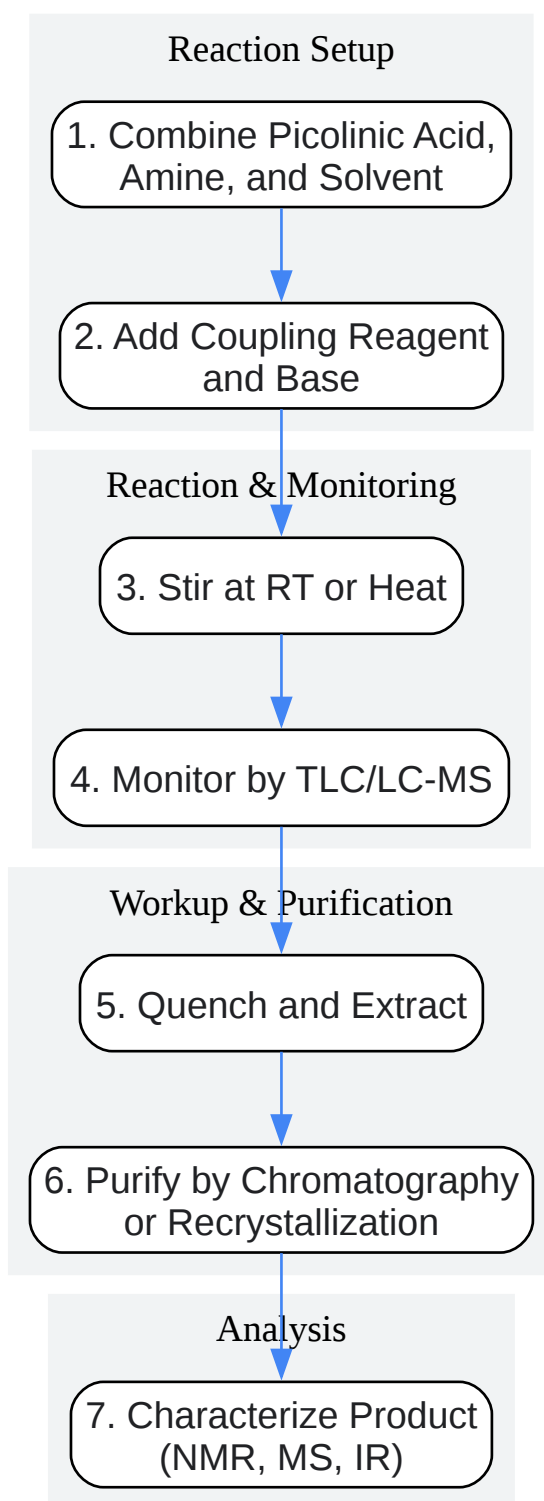 Reaction Setup
1. Combine Picolinic Acid,
Amine, and Solvent
2. Add Coupling Reagent
and Base
Reaction & Monitoring
3. Stir at RT or Heat
4. Monitor by TLC/LC-MS
Workup & Purification
5. Quench and Extract
6. Purify by Chromatography
or Recrystallization
Analysis
7. Characterize Product
(NMR, MS, IR)